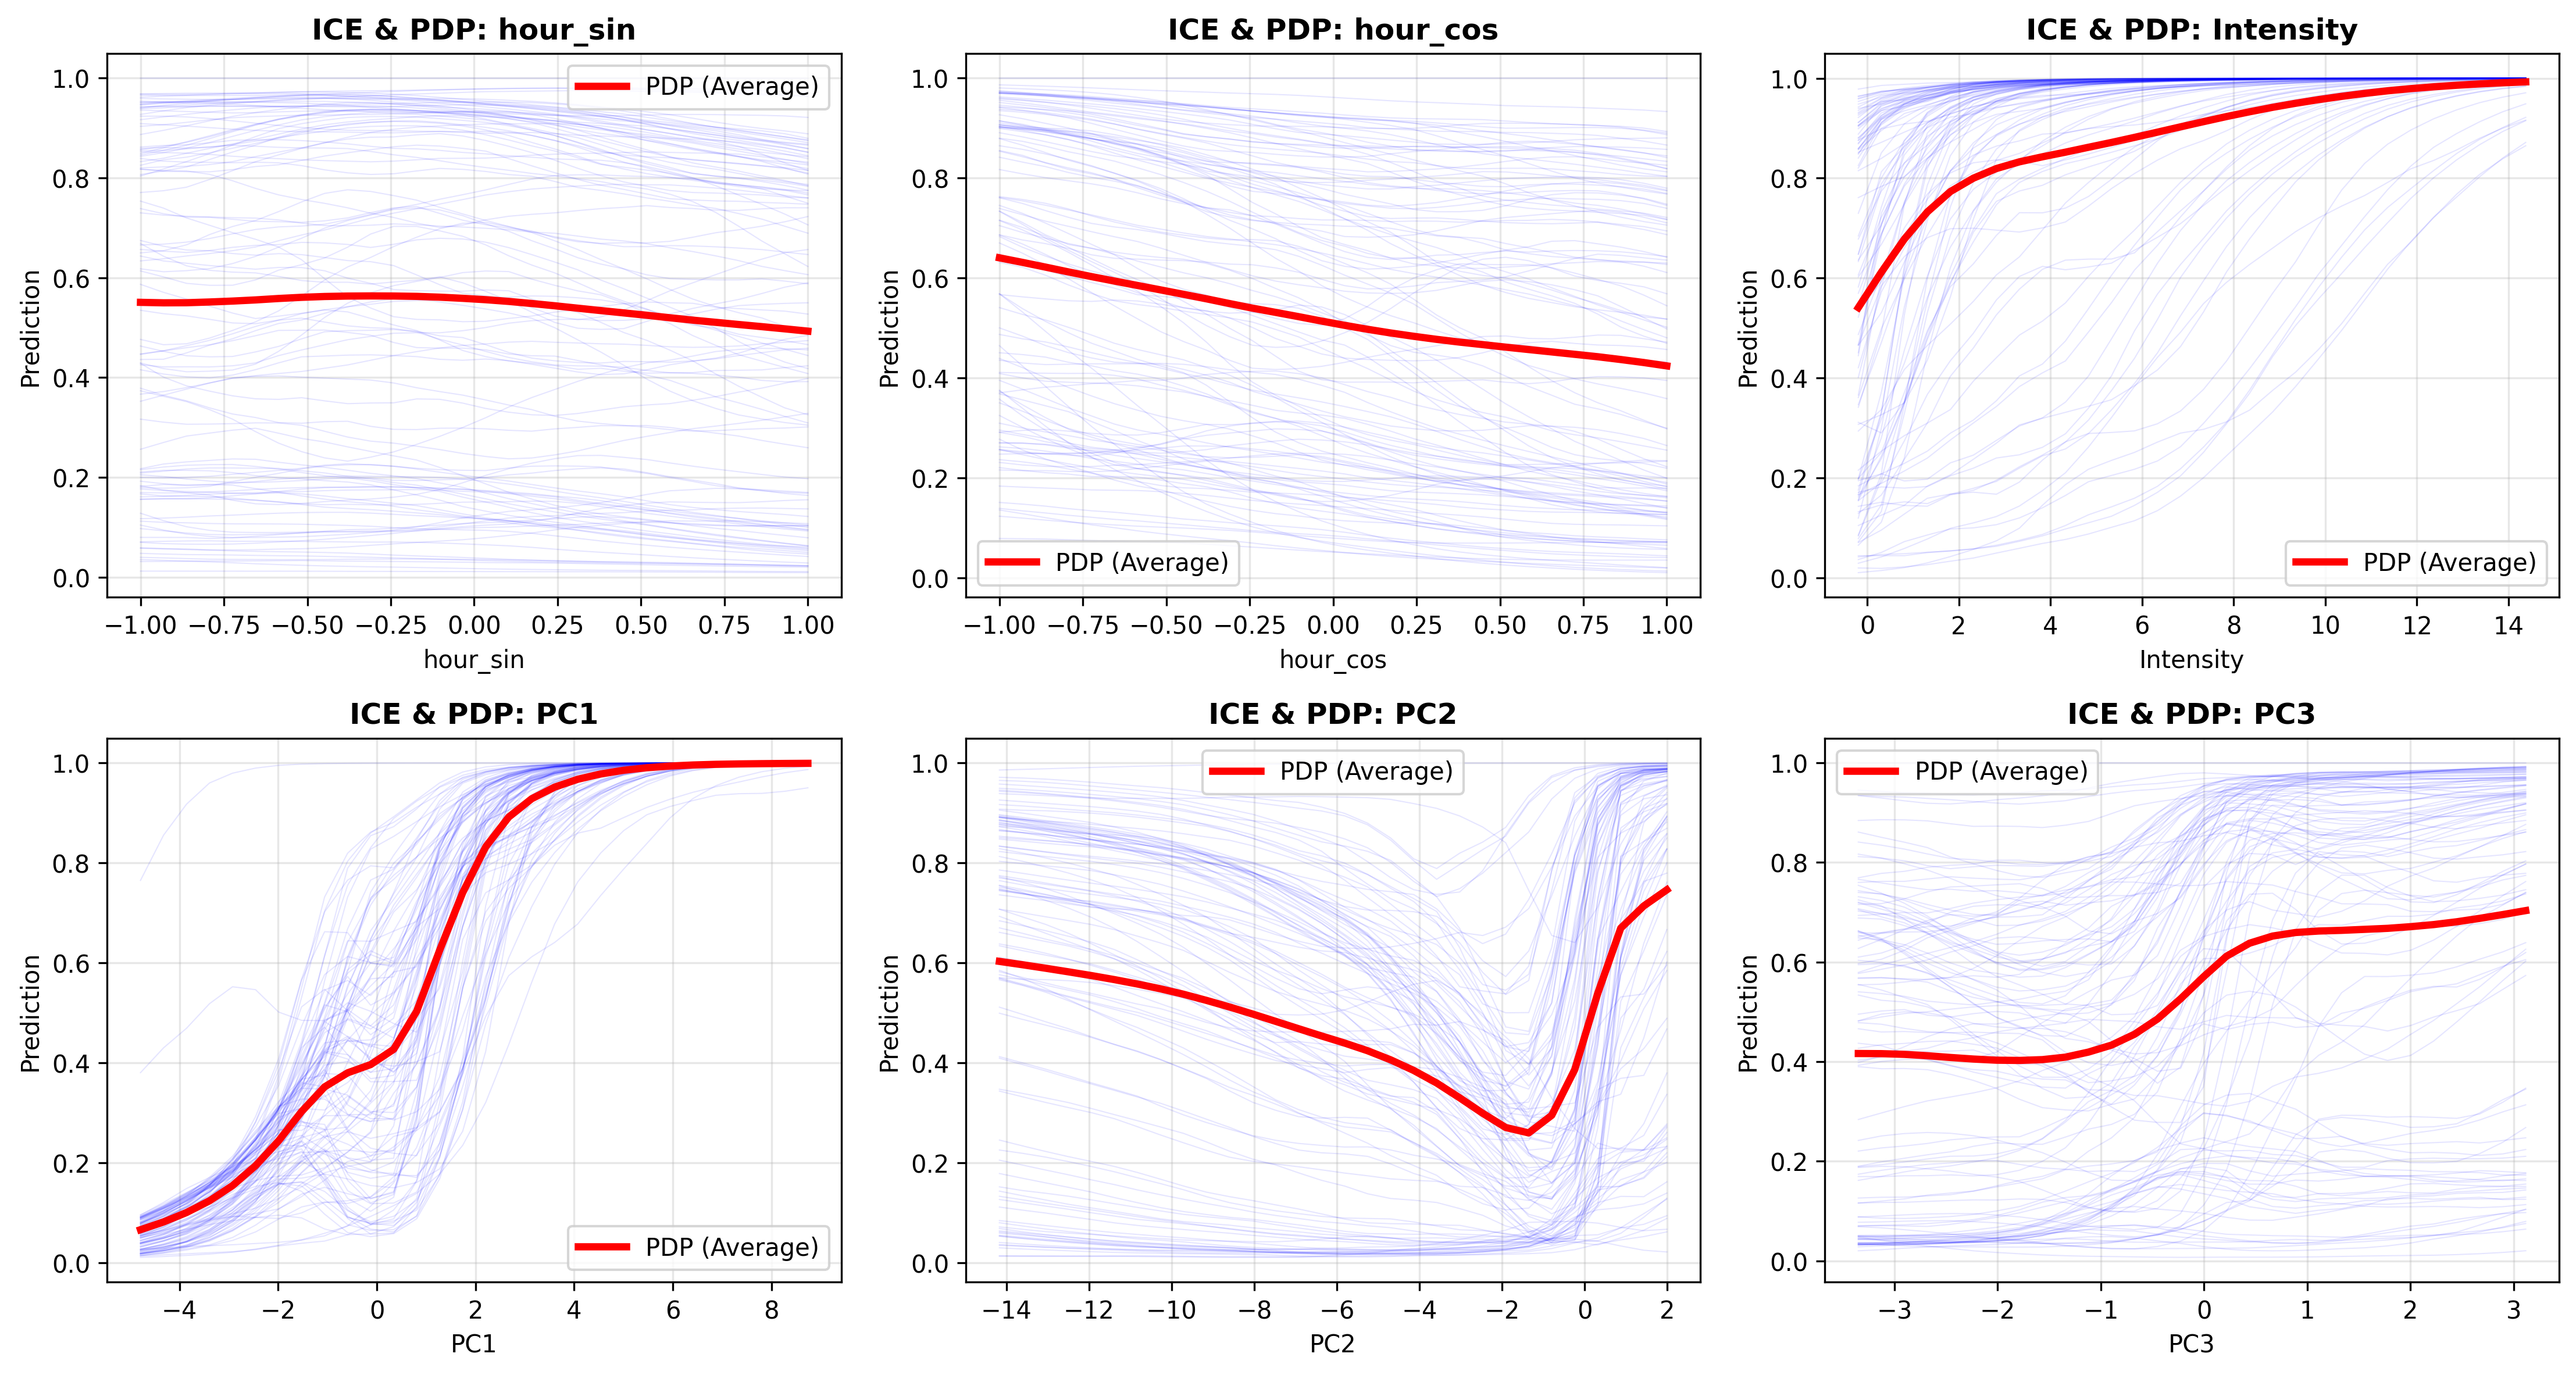 ICE & PDP: hour_sin
1.0
0.8
0.6
0.4
0.2
0.0
Prediction
PDP (Average)
−1.00 −0.75 −0.50 −0.25 0.00 0.25 0.50 0.75 1.00
hour_sin
ICE & PDP: hour_cos
1.0
0.8
0.6
0.4
0.2
0.0
Prediction
PDP (Average)
−1.00 −0.75 −0.50 −0.25 0.00 0.25 0.50 0.75 1.00
hour_cos
ICE & PDP: Intensity
1.0
0.8
0.6
0.4
0.2
0.0
Prediction
PDP (Average)
0 2 4 6 8 10 12 14
Intensity
ICE & PDP: PC1
1.0
0.8
0.6
0.4
0.2
0.0
Prediction
PDP (Average)
−4 −2 0 2 4 6 8
PC1
ICE & PDP: PC2
1.0
0.8
0.6
0.4
0.2
0.0
Prediction
PDP (Average)
−14 −12 −10 −8 −6 −4 −2 0 2
PC2
ICE & PDP: PC3
1.0
0.8
0.6
0.4
0.2
0.0
Prediction
PDP (Average)
−3 −2 −1 0 1 2 3
PC3